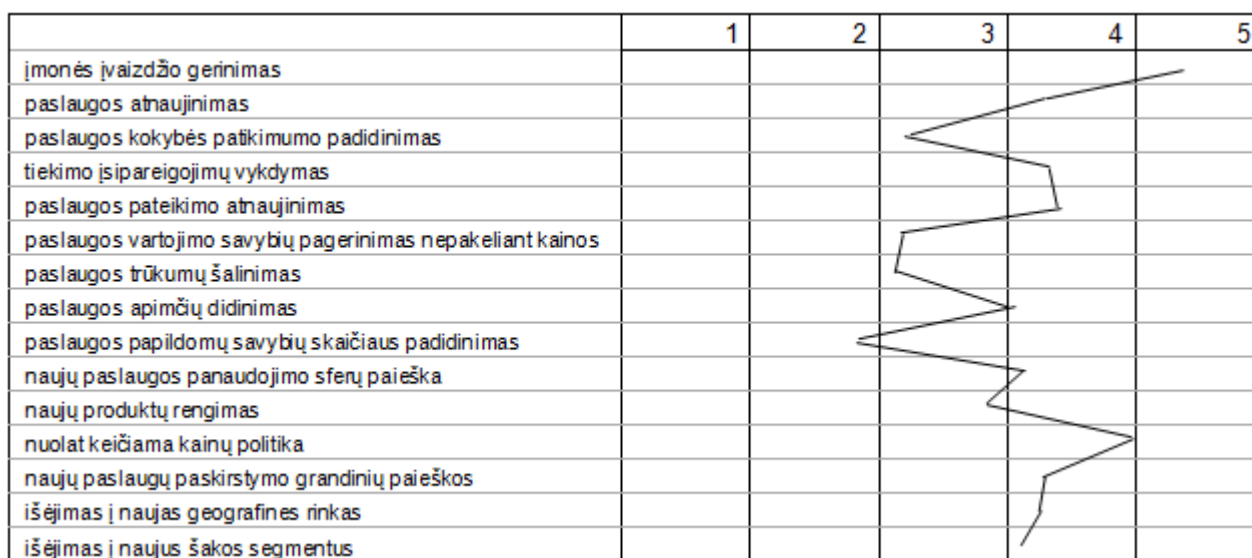 1 2 3 4 5
įmonės įvaizdžio gerinimas
paslaugos atnaujinimas
paslaugos kokybės patikimumo padidinimas
tiekimo įsipareigojimų vykdymas
paslaugos pateikimo atnaujinimas
paslaugos vartojimo savybių pagerinimas nepakeliant kainos
paslaugos trūkumų šalinimas
paslaugos apimčių didinimas
paslaugos papildomų savybių skaičiaus padidinimas
naujų paslaugos panaudojimo sferų paieška
naujų produktų rengimas
nuolat keičiama kainų politika
naujų paslaugų paskirstymo grandinių paieškos
išėjimas į naujas geografines rinkas
išėjimas į naujus šakos segmentus